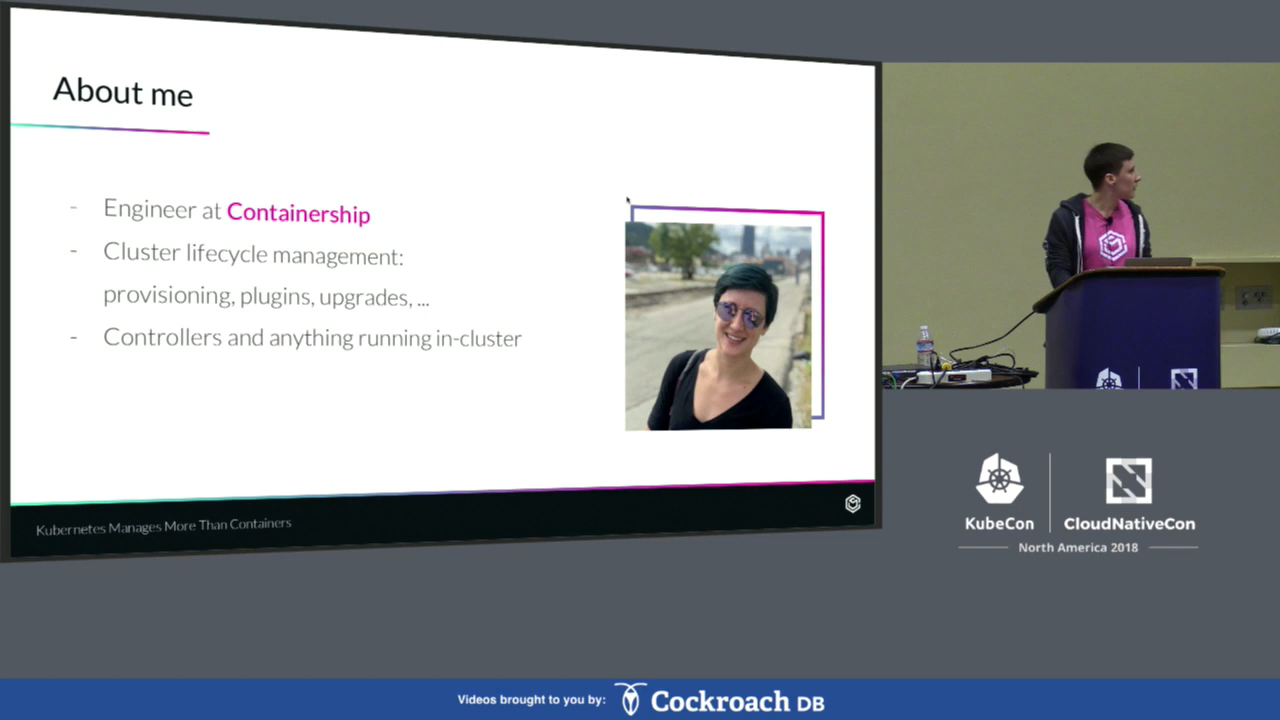 About me
- Engineer at Containership
- Cluster lifecycle management:
provisioning, plugins, upgrades, ...
- Controllers and anything running in-cluster
Kubernetes Manages More Than Containers
KubeCon
CloudNativeCon
North America 2018
Videos brought to you by:
Cockroach DB